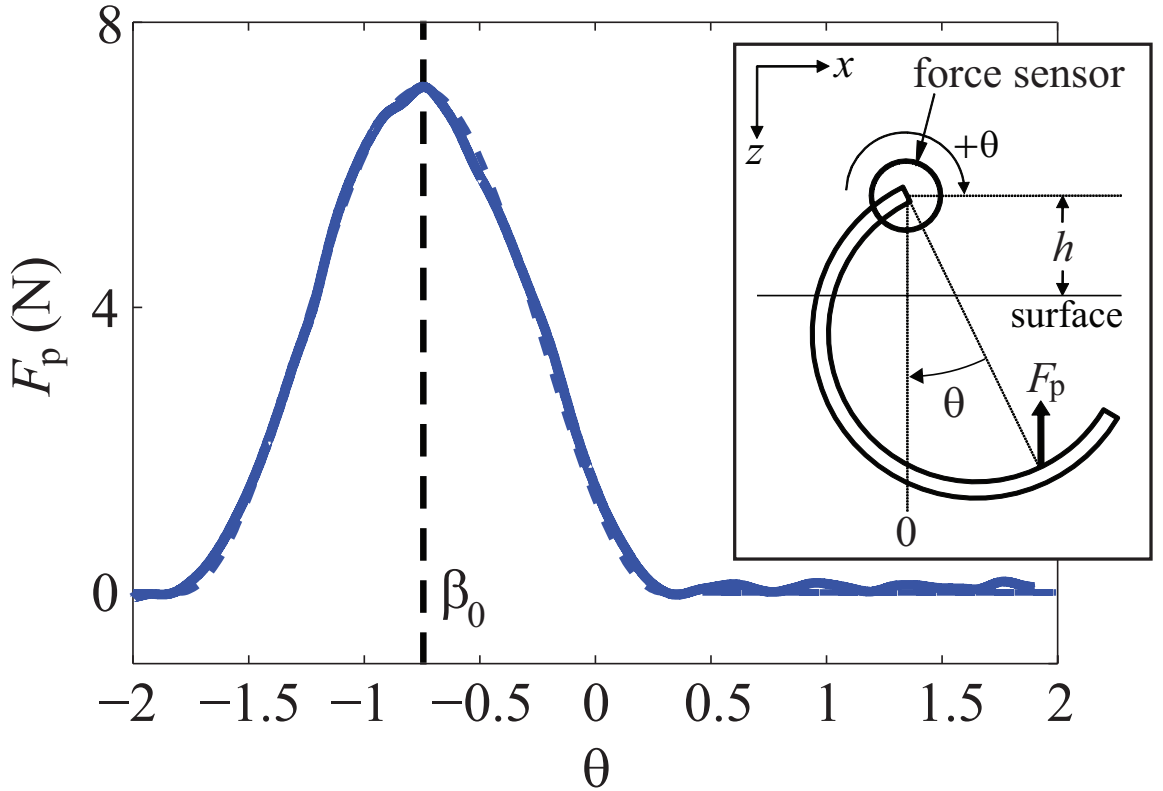 8
4
0
F_p (N)
β_0
−2 −1.5 −1 −0.5 0 0.5 1 1.5 2
θ
x
z
force sensor
+θ
h
surface
F_p
θ
0